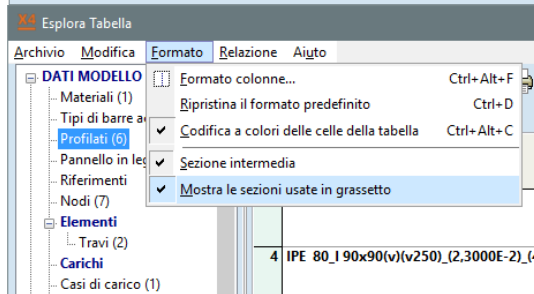 X4 Esplora Tabella
Archivio Modifica Formato Relazione Aiuto
DATI MODELLO
Materiali (1)
Tipi di barre a
Profilati (6)
Pannello in leg
Riferimenti
Nodi (7)
Elementi
Travi (2)
Carichi
Casi di carico (1)
Formato colonne... Ctrl+Alt+F
Ripristina il formato predefinito Ctrl+D
Codifica a colori delle celle della tabella Ctrl+Alt+C
Sezione intermedia
Mostra le sezioni usate in grassetto
4 IPE 80_I 90x90(v)(v250)_(2,3000E-2)_(